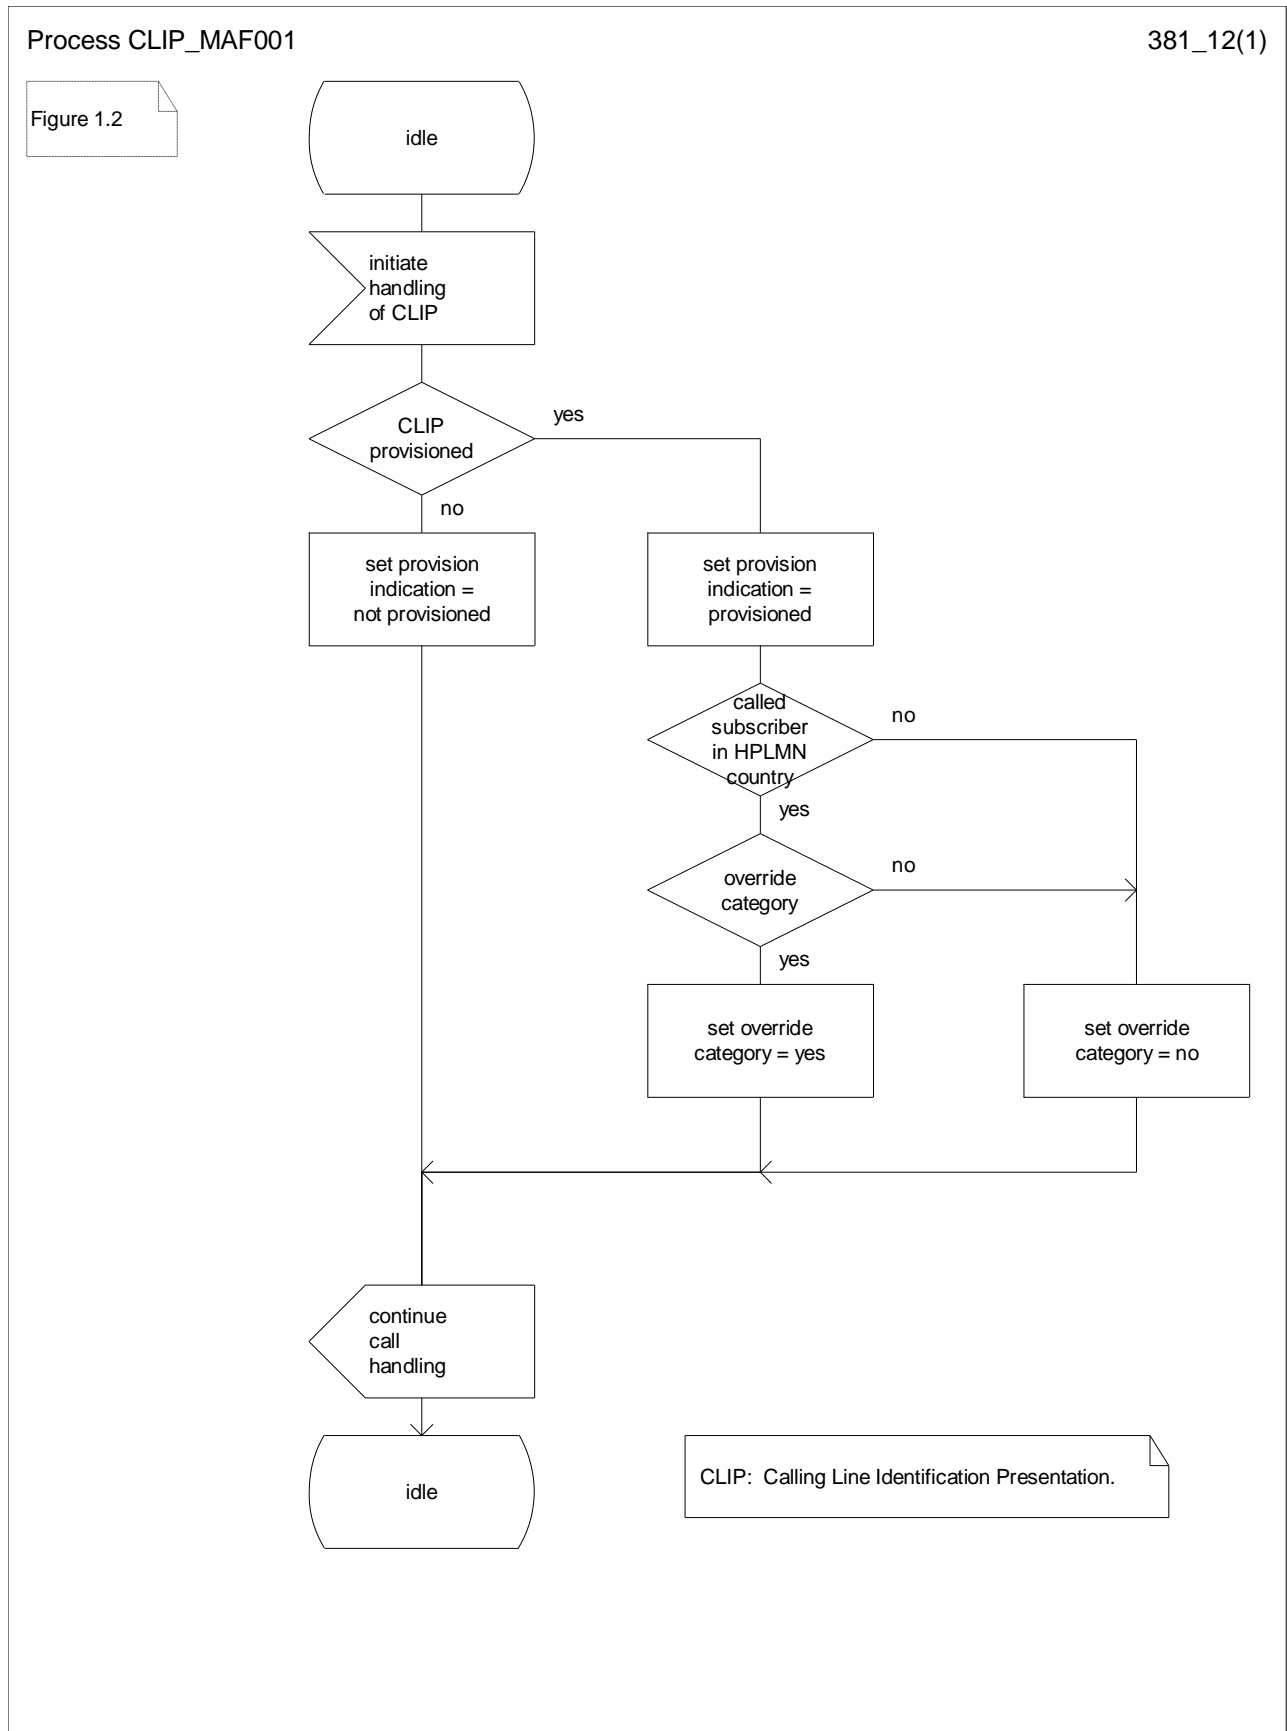 Process CLIP_MAF001
381_12(1)
Figure 1.2
idle
initiate
handling
of CLIP
CLIP
provisioned
yes
no
set provision
indication =
not provisioned
set provision
indication =
provisioned
called
subscriber
in HPLMN
country
no
yes
override
category
no
yes
set override
category = yes
set override
category = no
continue
call
handling
idle
CLIP:  Calling Line Identification Presentation.